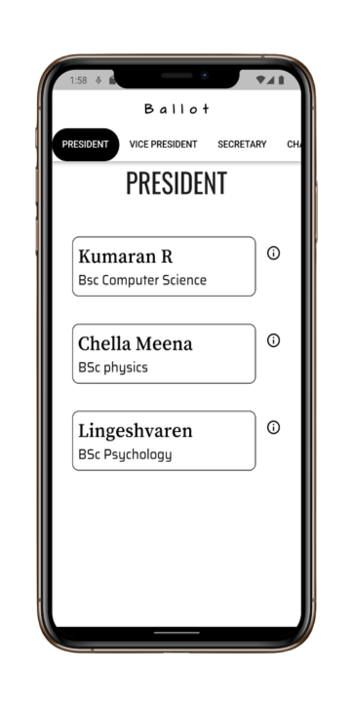 1:58
Ballot
PRESIDENT VICE PRESIDENT SECRETARY CHA
PRESIDENT
Kumaran R
Bsc Computer Science
Chella Meena
BSc physics
Lingeshvaren
BSc Psychology